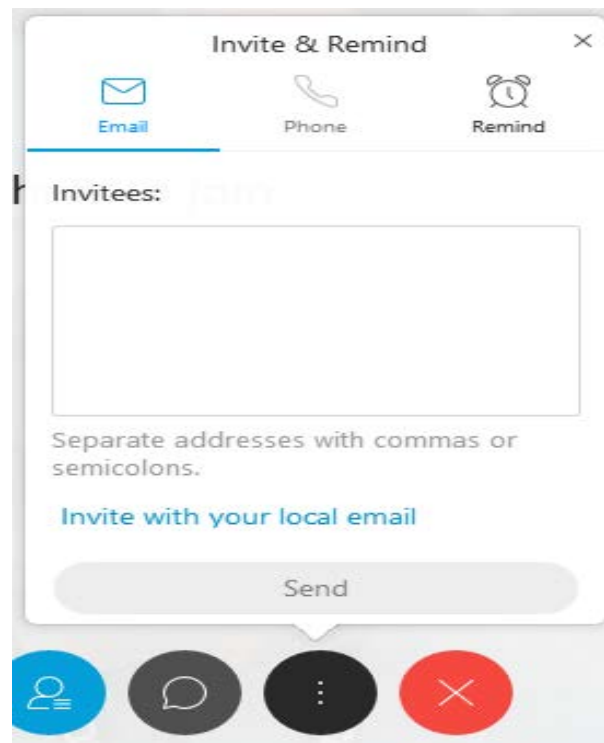 Invite & Remind
Email Phone Remind
Invitees:
Separate addresses with commas or
semicolons.
Invite with your local email
Send